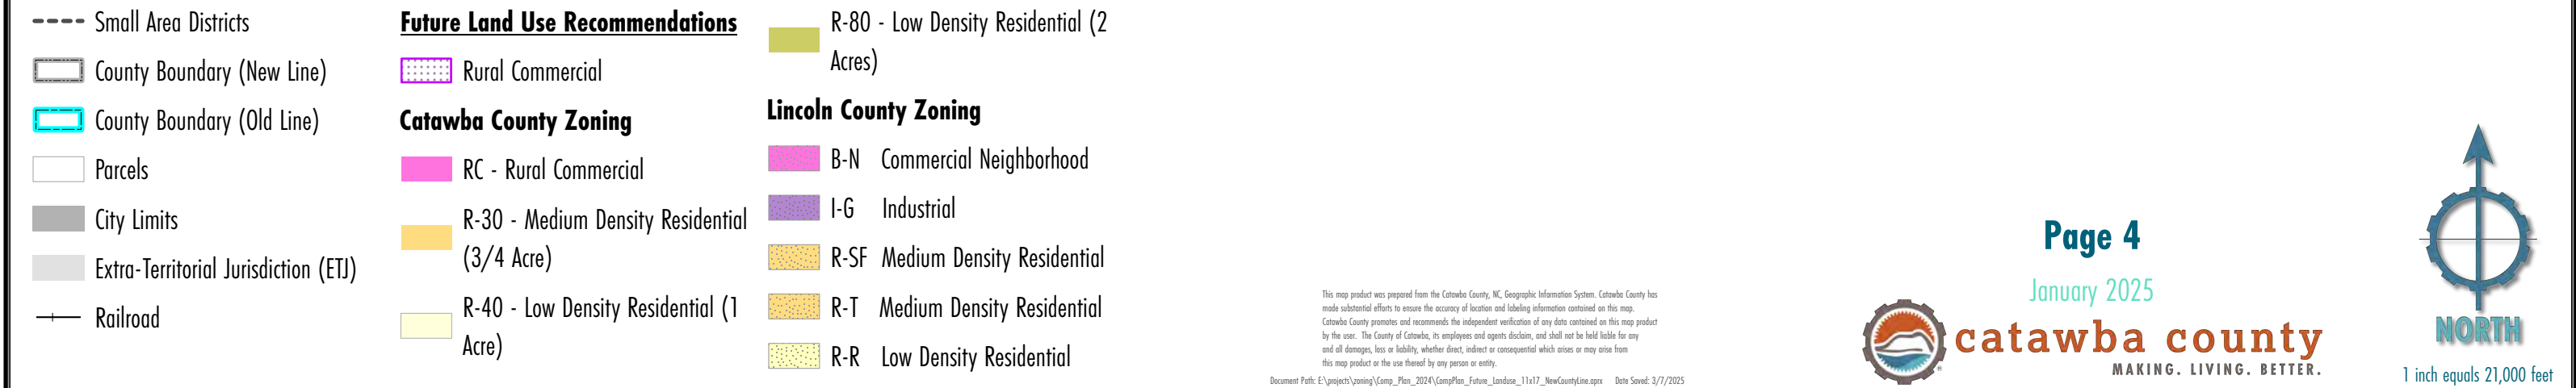 Small Area Districts
County Boundary (New Line)
County Boundary (Old Line)
Parcels
City Limits
Extra-Territorial Jurisdiction (ETJ)
Railroad
Future Land Use Recommendations
Rural Commercial
Catawba County Zoning
RC - Rural Commercial
R-30 - Medium Density Residential
(3/4 Acre)
R-40 - Low Density Residential (1
Acre)
R-80 - Low Density Residential (2
Acres)
Lincoln County Zoning
B-N Commercial Neighborhood
I-G Industrial
R-SF Medium Density Residential
R-T Medium Density Residential
R-R Low Density Residential
This map product was prepared from the Catawba County, NC, Geographic Information System. Catawba County has
made substantial efforts to ensure the accuracy of location and labeling information contained on this map.
Catawba County promotes and recommends the independent verification of any data contained on this map product
by the user. The County of Catawba, its employees and agents disclaim, and shall not be held liable for any
and all damages, loss or liability, whether direct, indirect or consequential which arises or may arise from
this map product or the use thereof by any person or entity.
Document Path: E:\projects\zoning\Comp_Plan_2024\CompPlan_Future_Landuse_11x17_NewCountyLine.aprx Date Saved: 3/7/2025
Page 4
January 2025
catawba county
MAKING. LIVING. BETTER.
NORTH
1 inch equals 21,000 feet